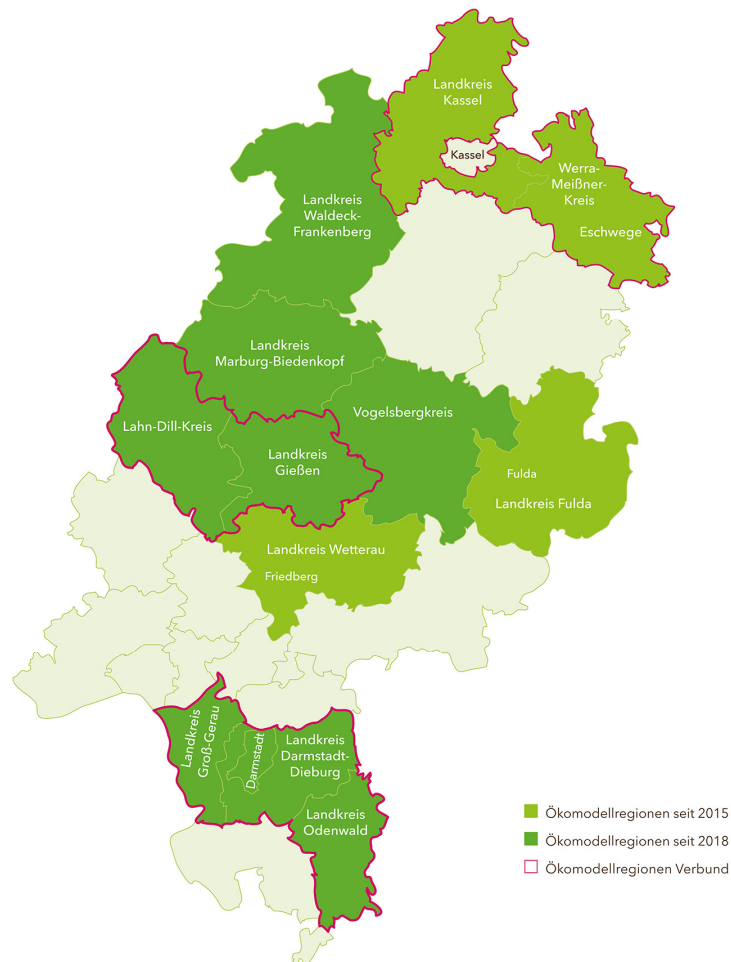 Landkreis
Kassel
Kassel
Werra-
Meißner-
Kreis
Eschwege
Landkreis
Waldeck-
Frankenberg
Landkreis
Marburg-Biedenkopf
Lahn-Dill-Kreis
Vogelsbergkreis
Landkreis
Gießen
Fulda
Landkreis Fulda
Landkreis Wetterau
Friedberg
Landkreis
Groß-Gerau
Darmstadt
Landkreis
Darmstadt-
Dieburg
Landkreis
Odenwald
Ökomodellregionen seit 2015
Ökomodellregionen seit 2018
Ökomodellregionen Verbund